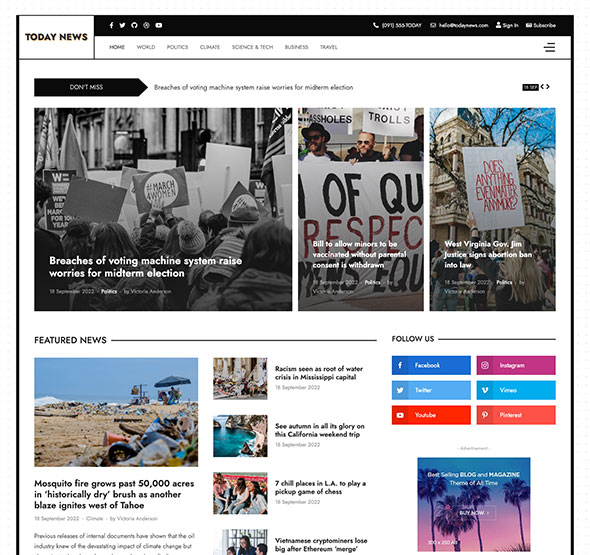 TODAY NEWS
(091) 555-TODAY
hello@todaynews.com
Sign In
Subscribe
HOME WORLD POLITICS CLIMATE SCIENCE & TECH BUSINESS TRAVEL
DON'T MISS
Breaches of voting machine system raise worries for midterm election
18 SEP
WE
#MARCH
4WOMEN
Breaches of voting machine system raise
worries for midterm election
18 September 2022 - Politics - by Victoria Anderson
ASSHOLES
TROLLS
N OF QU
RESPEC
Bill to allow minors to be
vaccinated without parental
consent is withdrawn
18 September 2022 - Politics - by
Victoria Anderson
DOES
ANYTHING
EVEN MATTER
ANYMORE?
West Virginia Gov. Jim
Justice signs abortion ban
into law
18 September 2022 - Politics - by
Victoria Anderson
FEATURED NEWS
Mosquito fire grows past 50,000 acres
in ‘historically dry’ brush as another
blaze ignites west of Tahoe
18 September 2022 - Climate - by Victoria Anderson
Previous releases of internal documents have shown that the oil
industry knew of the devastating impact of climate change but
Racism seen as root of water
crisis in Mississippi capital
18 September 2022
See autumn in all its glory on
this California weekend trip
18 September 2022
7 chill places in L.A. to play a
pickup game of chess
18 September 2022
Vietnamese cryptominers lose
big after Ethereum ‘merge’
FOLLOW US
Facebook
Instagram
Twitter
Vimeo
Youtube
Pinterest
- Advertisement -
Best Selling BLOG and MAGAZINE
Theme of All Time
BUY NOW
300 x 250 AD